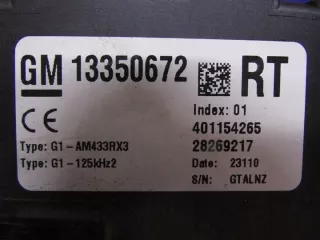 GM 13350672 RT
Index: 01
CE 401154265
Type: G1-AM433RX3 28269217
Type: G1-125kHz2 Date: 23110
S/N: GTALNZ